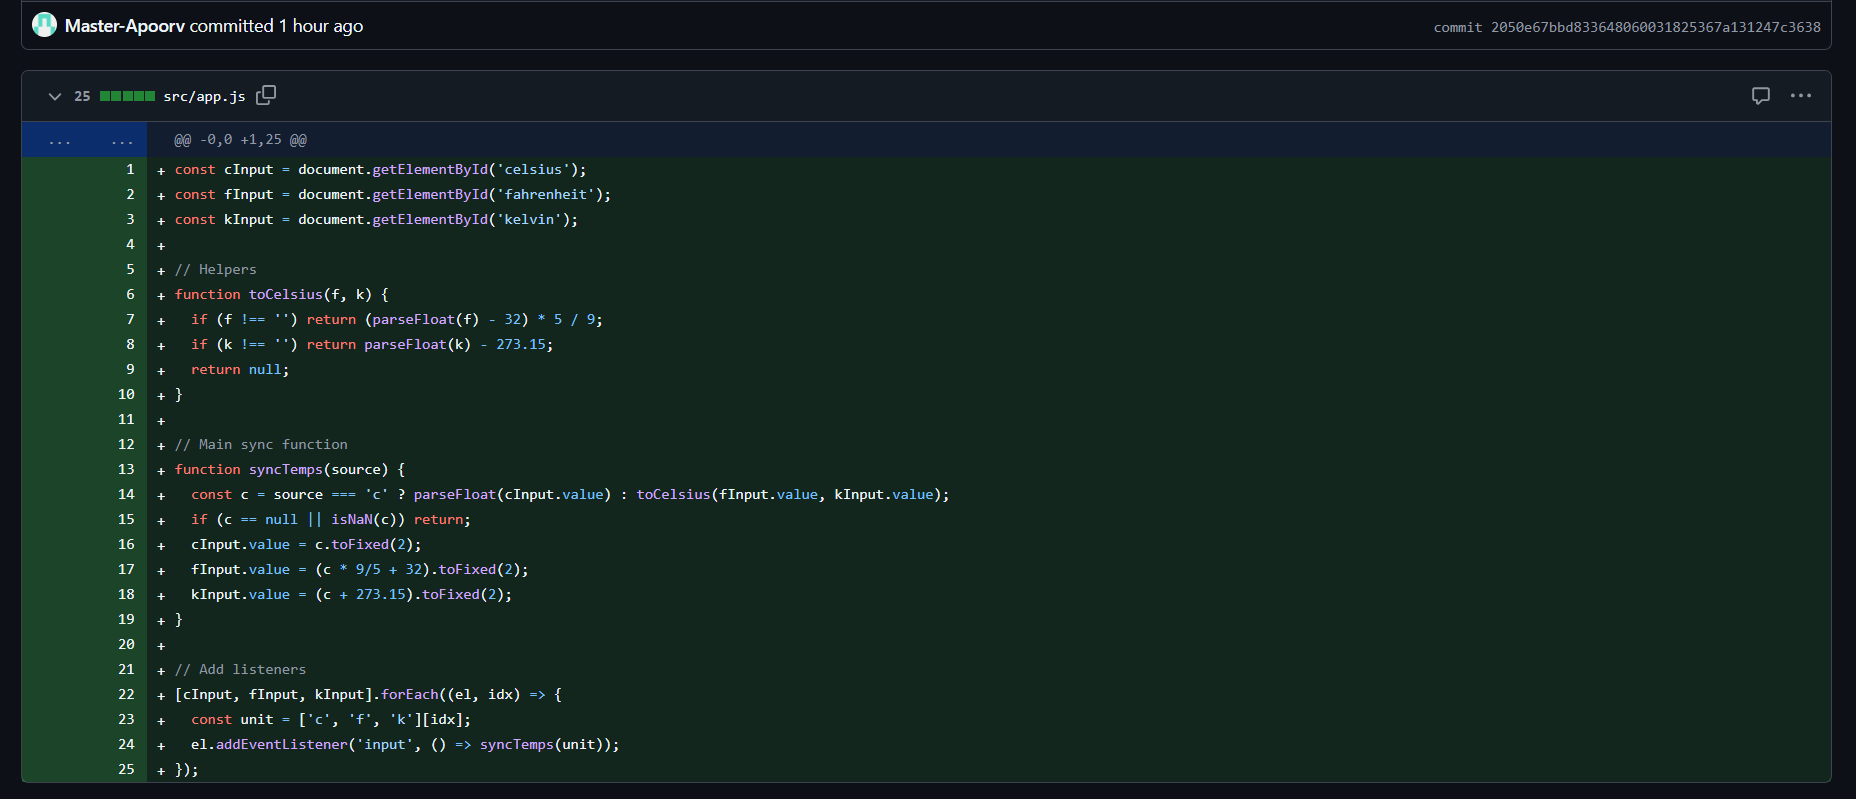 Master-Apoorv committed 1 hour ago
commit 2050e67bbd833648060031825367a131247c3638
25 src/app.js
... ... @@ -0,0 +1,25 @@
1 + const cInput = document.getElementById('celsius');
2 + const fInput = document.getElementById('fahrenheit');
3 + const kInput = document.getElementById('kelvin');
4 +
5 + // Helpers
6 + function toCelsius(f, k) {
7 +   if (f !== '') return (parseFloat(f) - 32) * 5 / 9;
8 +   if (k !== '') return parseFloat(k) - 273.15;
9 +   return null;
10 + }
11 +
12 + // Main sync function
13 + function syncTemps(source) {
14 +   const c = source === 'c' ? parseFloat(cInput.value) : toCelsius(fInput.value, kInput.value);
15 +   if (c == null || isNaN(c)) return;
16 +   cInput.value = c.toFixed(2);
17 +   fInput.value = (c * 9/5 + 32).toFixed(2);
18 +   kInput.value = (c + 273.15).toFixed(2);
19 + }
20 +
21 + // Add listeners
22 + [cInput, fInput, kInput].forEach((el, idx) => {
23 +   const unit = ['c', 'f', 'k'][idx];
24 +   el.addEventListener('input', () => syncTemps(unit));
25 + });